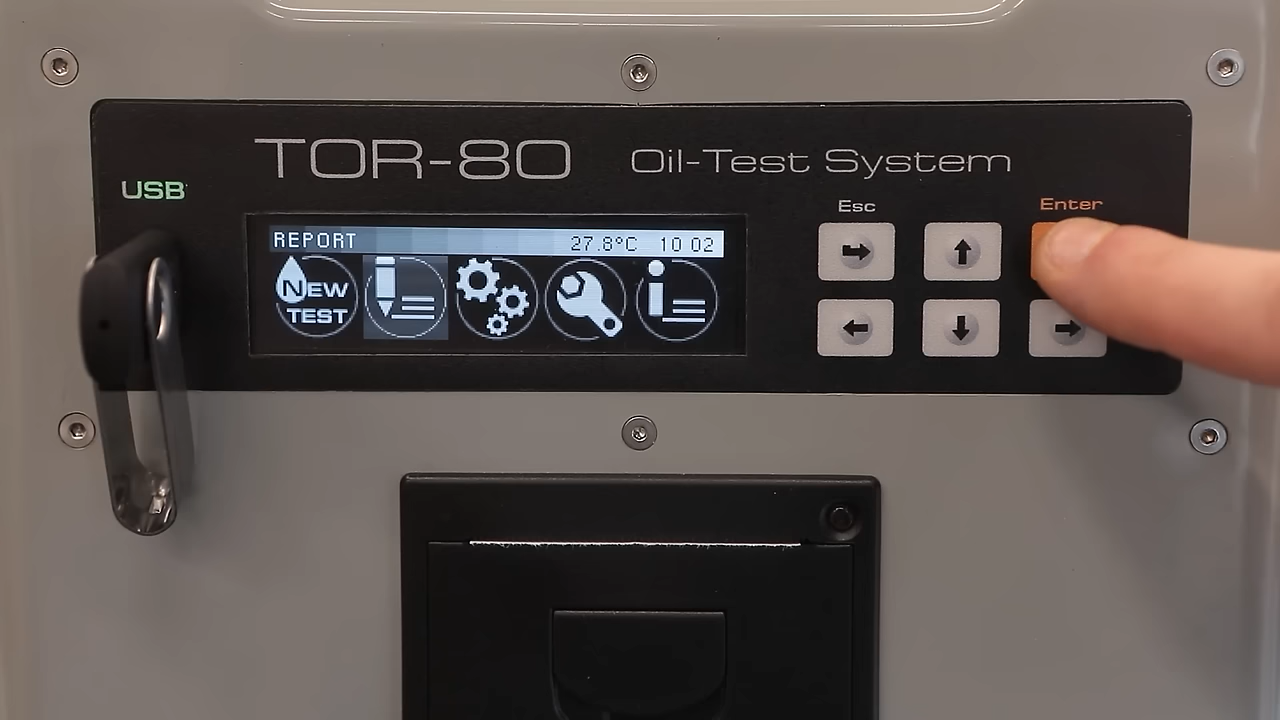 TOR-80 Oil-Test System
USB
Esc
Enter
REPORT 27.8°C 10 02
NEW
TEST